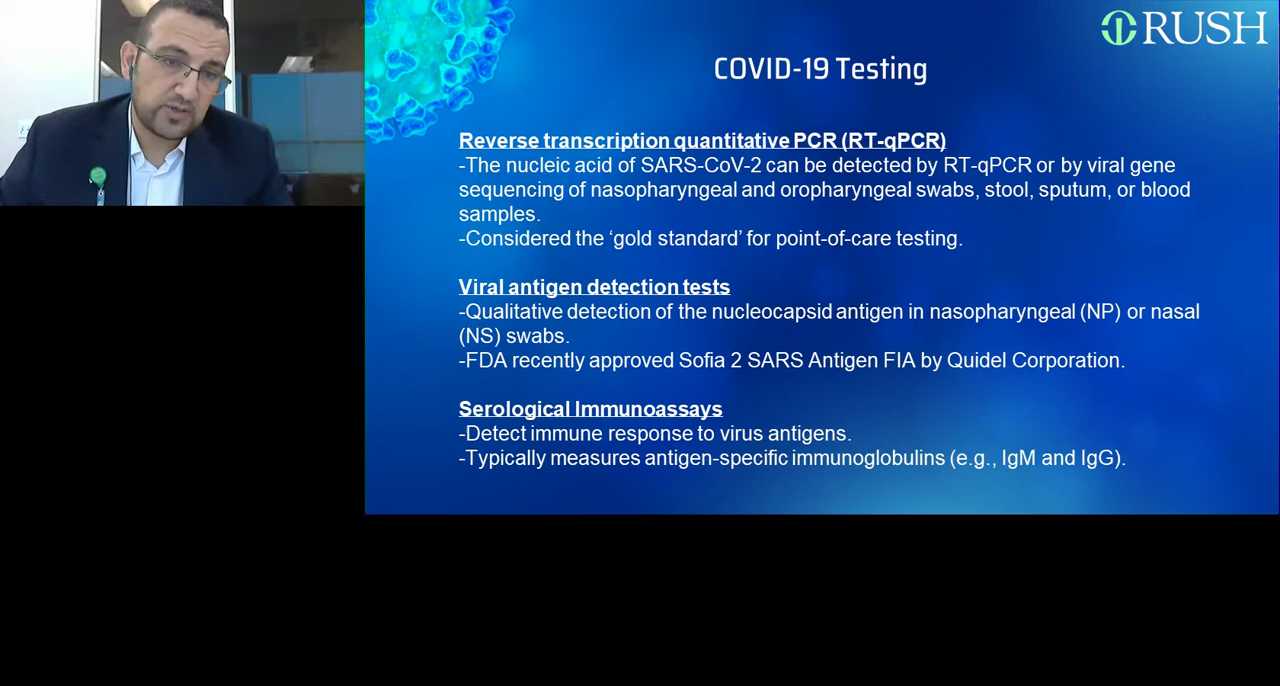 RUSH
COVID-19 Testing
Reverse transcription quantitative PCR (RT-qPCR)
-The nucleic acid of SARS-CoV-2 can be detected by RT-qPCR or by viral gene
sequencing of nasopharyngeal and oropharyngeal swabs, stool, sputum, or blood
samples.
-Considered the ‘gold standard’ for point-of-care testing.
Viral antigen detection tests
-Qualitative detection of the nucleocapsid antigen in nasopharyngeal (NP) or nasal
(NS) swabs.
-FDA recently approved Sofia 2 SARS Antigen FIA by Quidel Corporation.
Serological Immunoassays
-Detect immune response to virus antigens.
-Typically measures antigen-specific immunoglobulins (e.g., IgM and IgG).